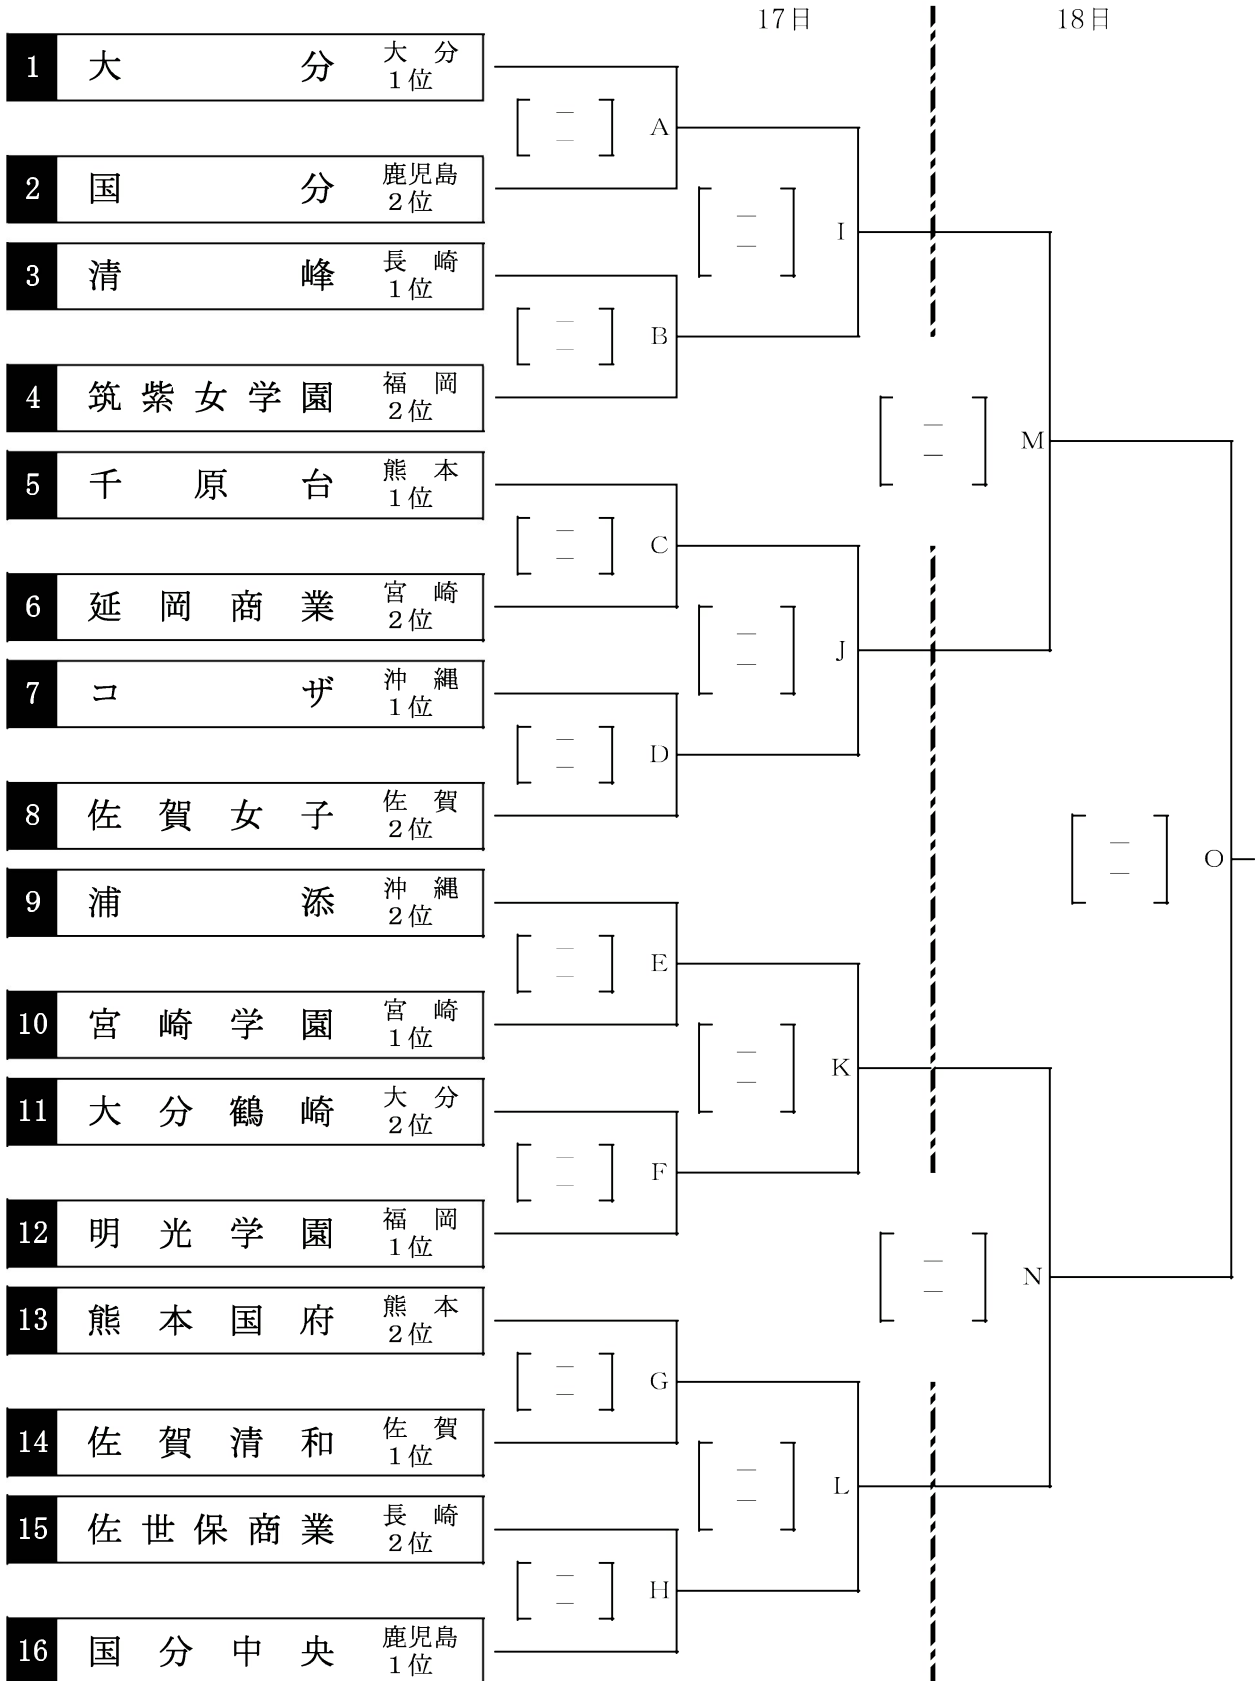 17日 18日
1 大分 大分 1位
A
2 国分 鹿児島 2位
I
3 清峰 長崎 1位
B
4 筑紫女学園 福岡 2位
M
5 千原台 熊本 1位
C
6 延岡商業 宮崎 2位
J
7 コザ 沖縄 1位
D
8 佐賀女子 佐賀 2位
O
9 浦添 沖縄 2位
E
10 宮崎学園 宮崎 1位
K
11 大分鶴崎 大分 2位
F
12 明光学園 福岡 1位
N
13 熊本国府 熊本 2位
G
14 佐賀清和 佐賀 1位
L
15 佐世保商業 長崎 2位
H
16 国分中央 鹿児島 1位